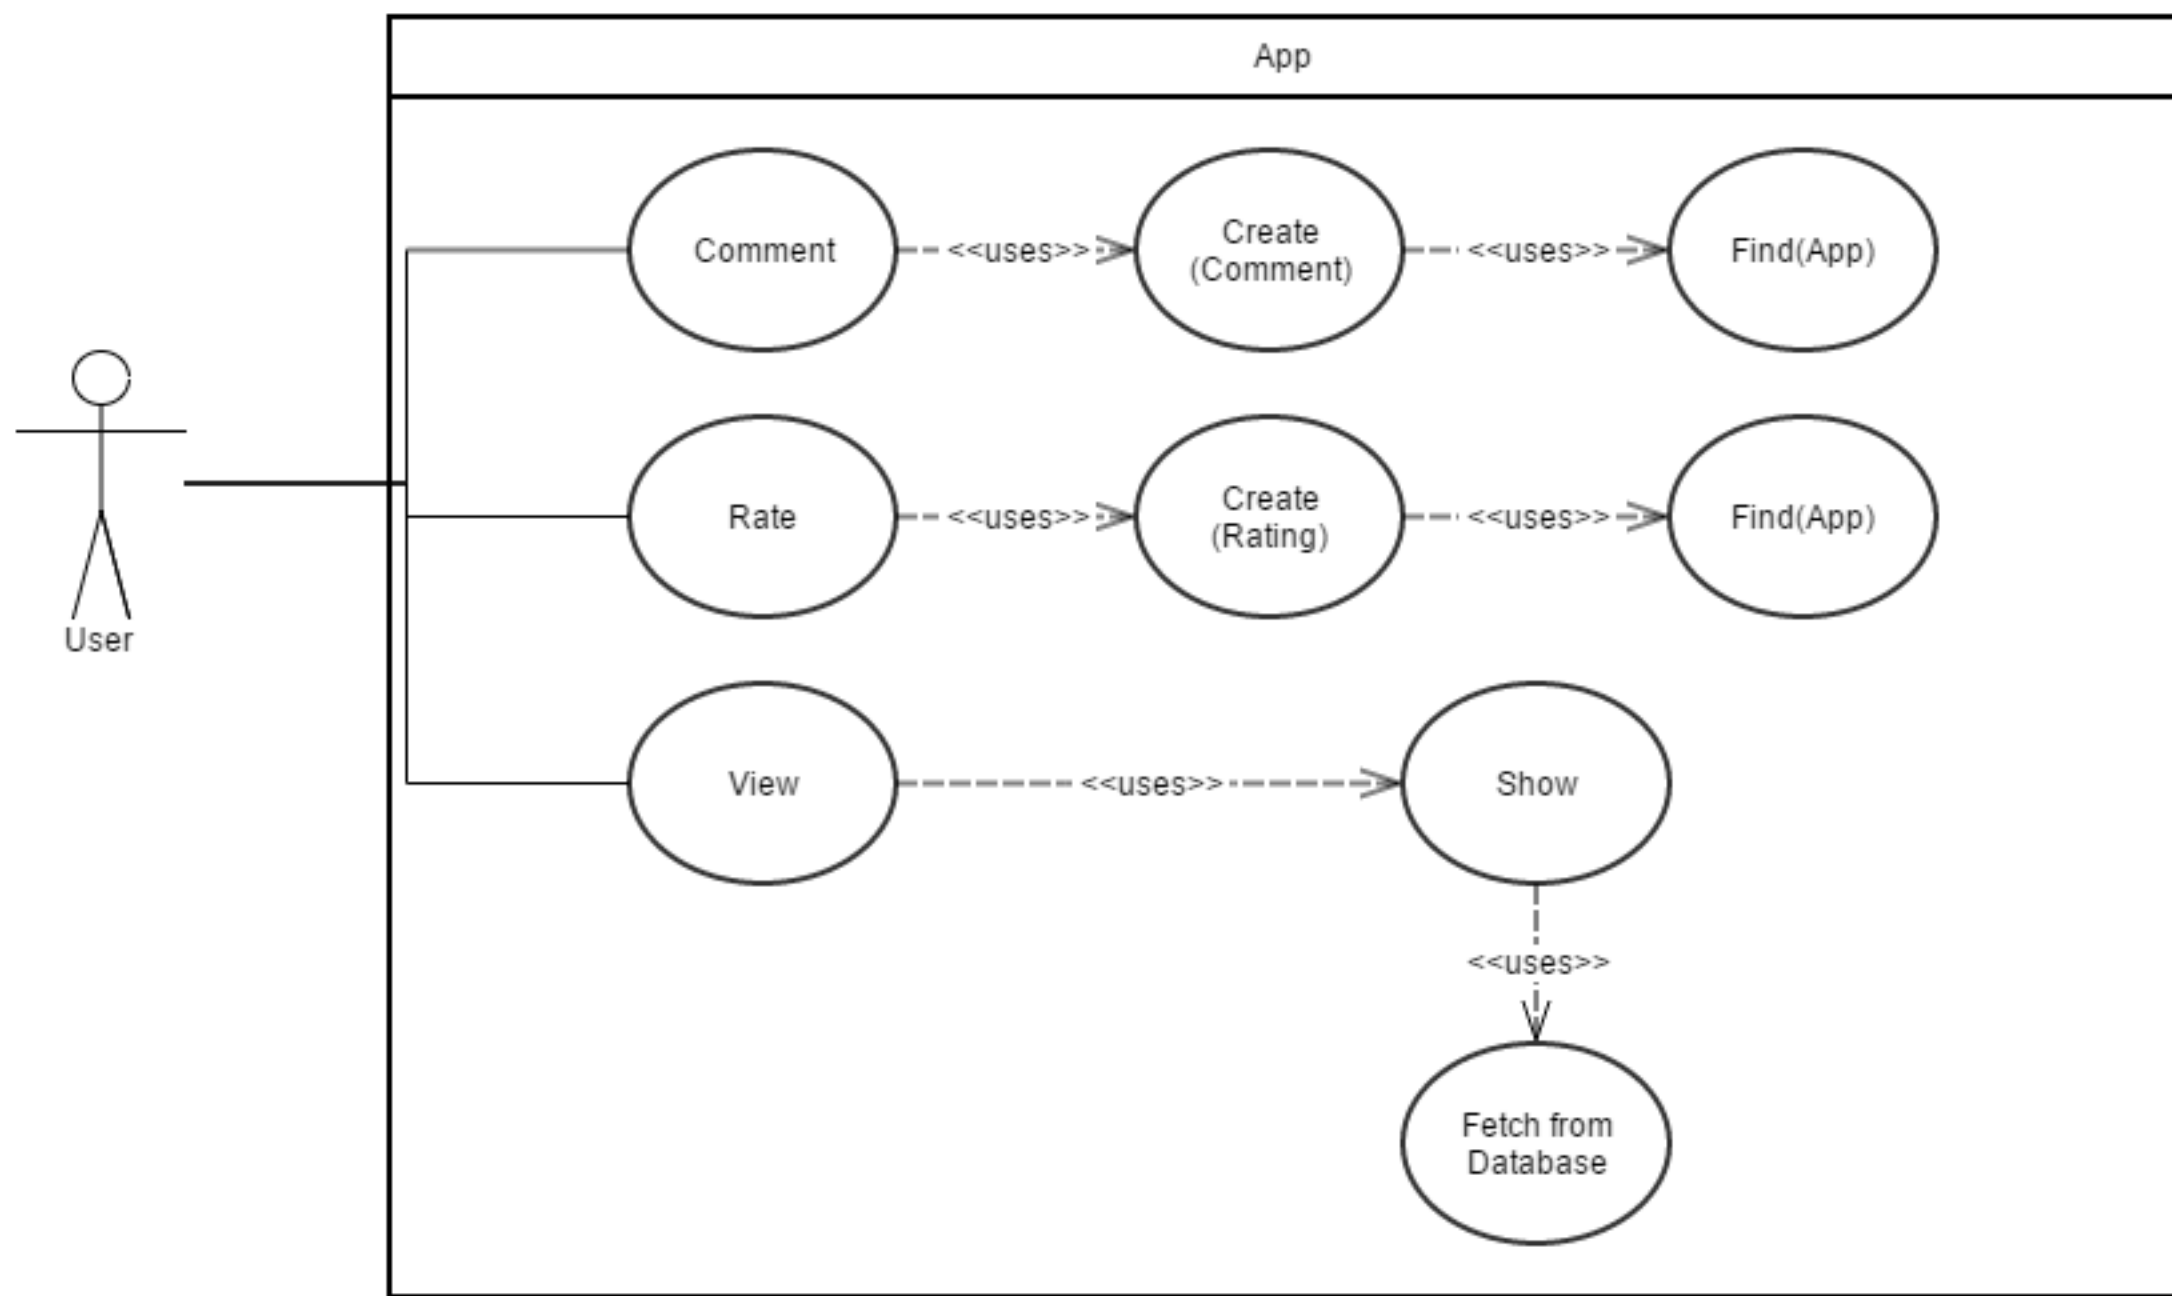 App
Comment
<<uses>>
Create
(Comment)
<<uses>>
Find(App)
Rate
<<uses>>
Create
(Rating)
<<uses>>
Find(App)
User
View
<<uses>>
Show
<<uses>>
Fetch from
Database